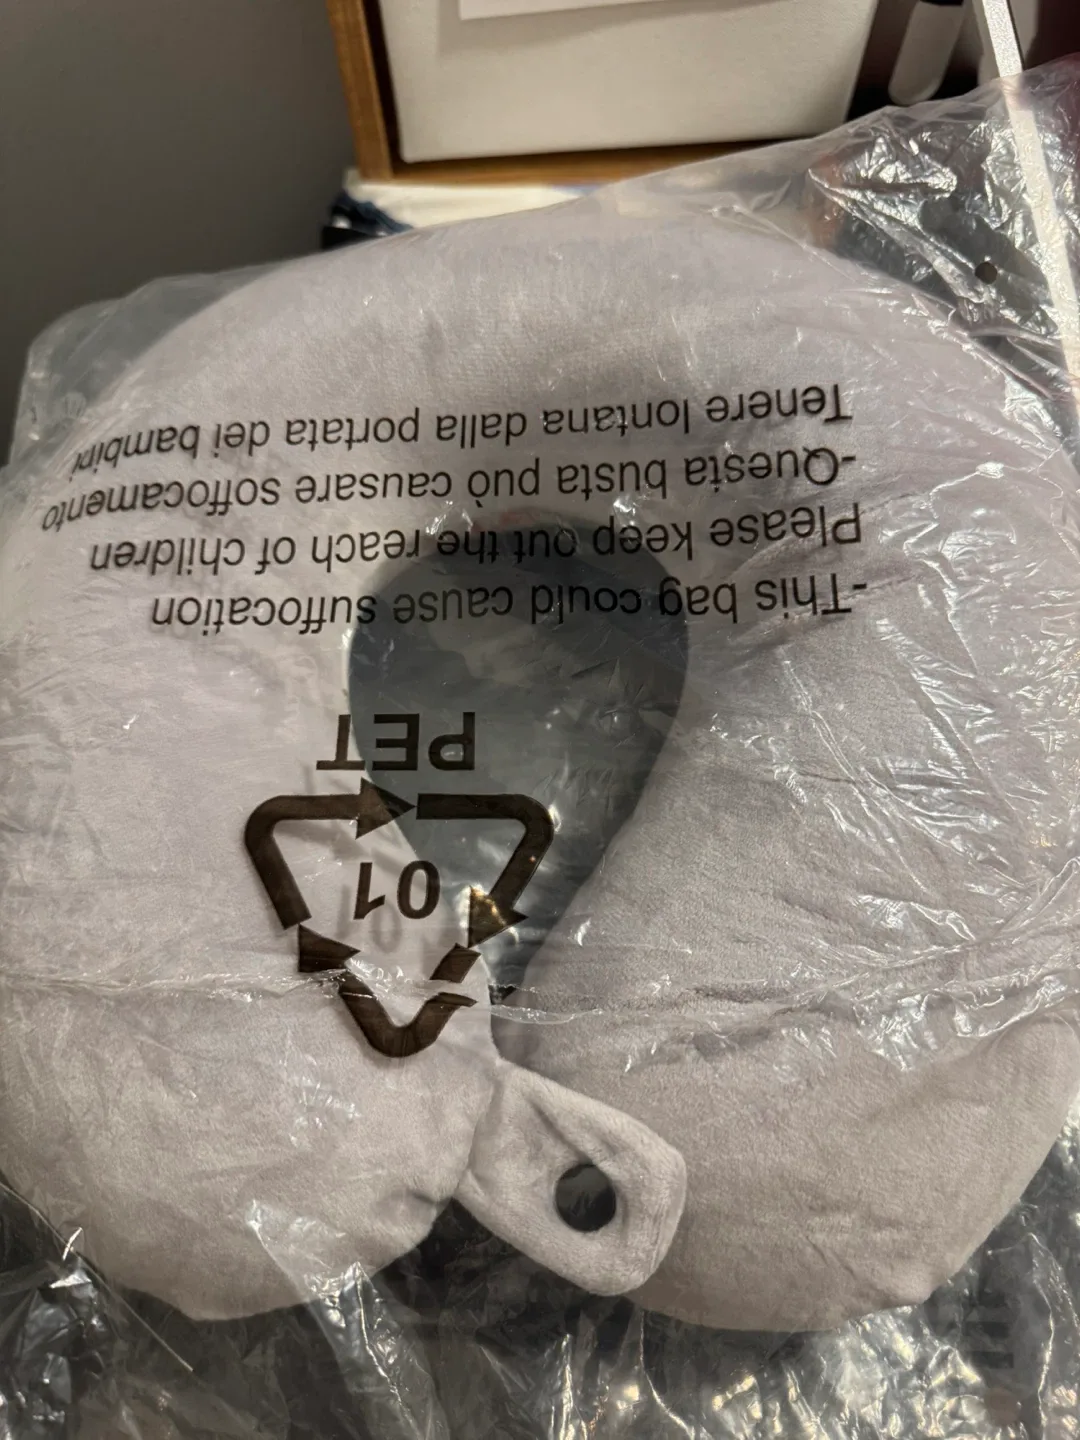 -This bag could cause suffocation
Please keep out the reach of children
-Questa busta può causare soffocamento
Tenere lontana dalla portata dei bambini
01
PET